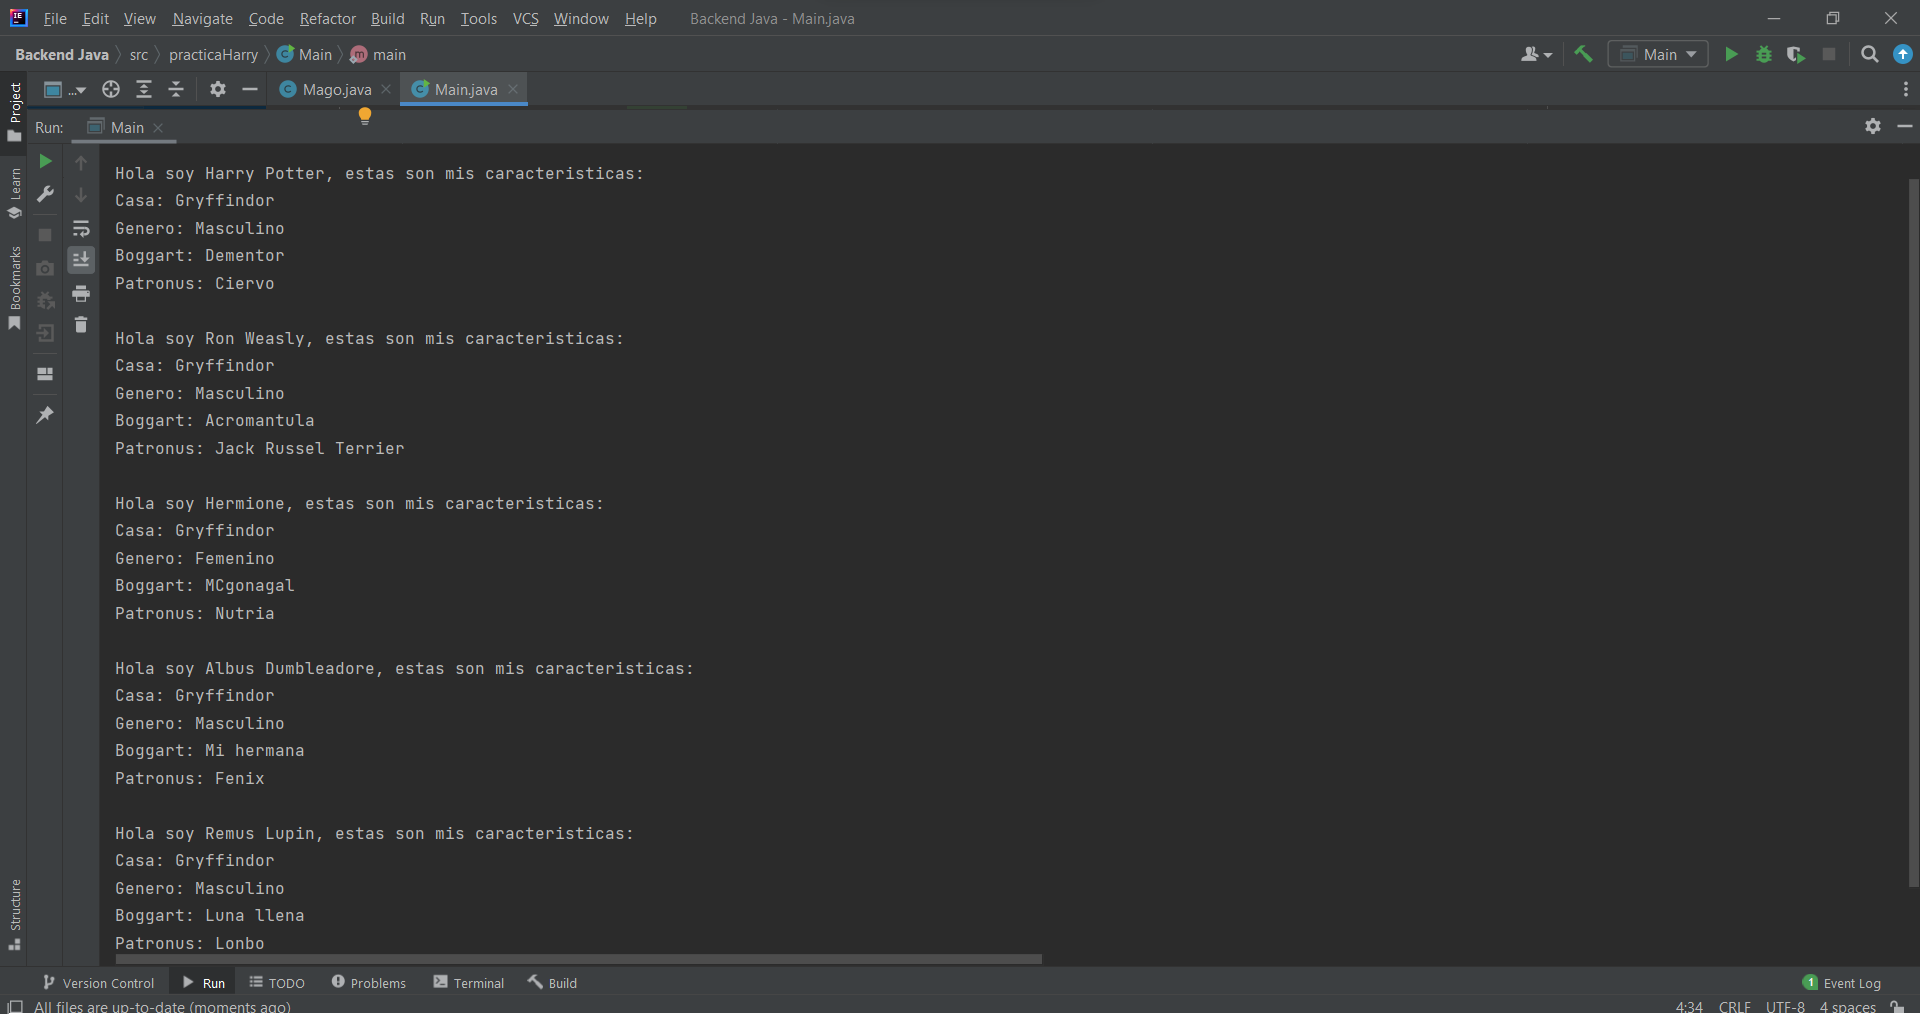 File Edit View Navigate Code Refactor Build Run Tools VCS Window Help Backend Java - Main.java
Backend Java src practicaHarry Main main Main
... Mago.java Main.java
Project
Learn
Bookmarks
Structure
Run: Main
Hola soy Harry Potter, estas son mis caracteristicas:
Casa: Gryffindor
Genero: Masculino
Boggart: Dementor
Patronus: Ciervo
Hola soy Ron Weasly, estas son mis caracteristicas:
Casa: Gryffindor
Genero: Masculino
Boggart: Acromantula
Patronus: Jack Russel Terrier
Hola soy Hermione, estas son mis caracteristicas:
Casa: Gryffindor
Genero: Femenino
Boggart: MCgonagal
Patronus: Nutria
Hola soy Albus Dumbleadore, estas son mis caracteristicas:
Casa: Gryffindor
Genero: Masculino
Boggart: Mi hermana
Patronus: Fenix
Hola soy Remus Lupin, estas son mis caracteristicas:
Casa: Gryffindor
Genero: Masculino
Boggart: Luna llena
Patronus: Lonbo
Version Control Run TODO Problems Terminal Build 1 Event Log
All files are up-to-date (moments ago) 4:34 CRLF UTF-8 4 spaces